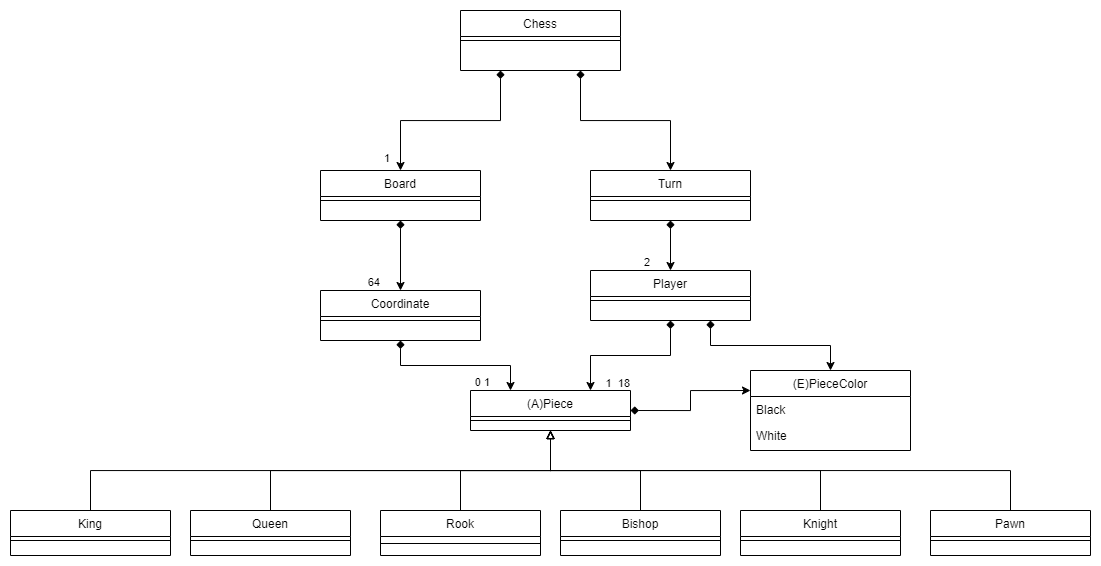 Chess
1
Board
Turn
64
2
Coordinate
Player
0 1
1 18
(A)Piece
(E)PieceColor
Black
White
King
Queen
Rook
Bishop
Knight
Pawn